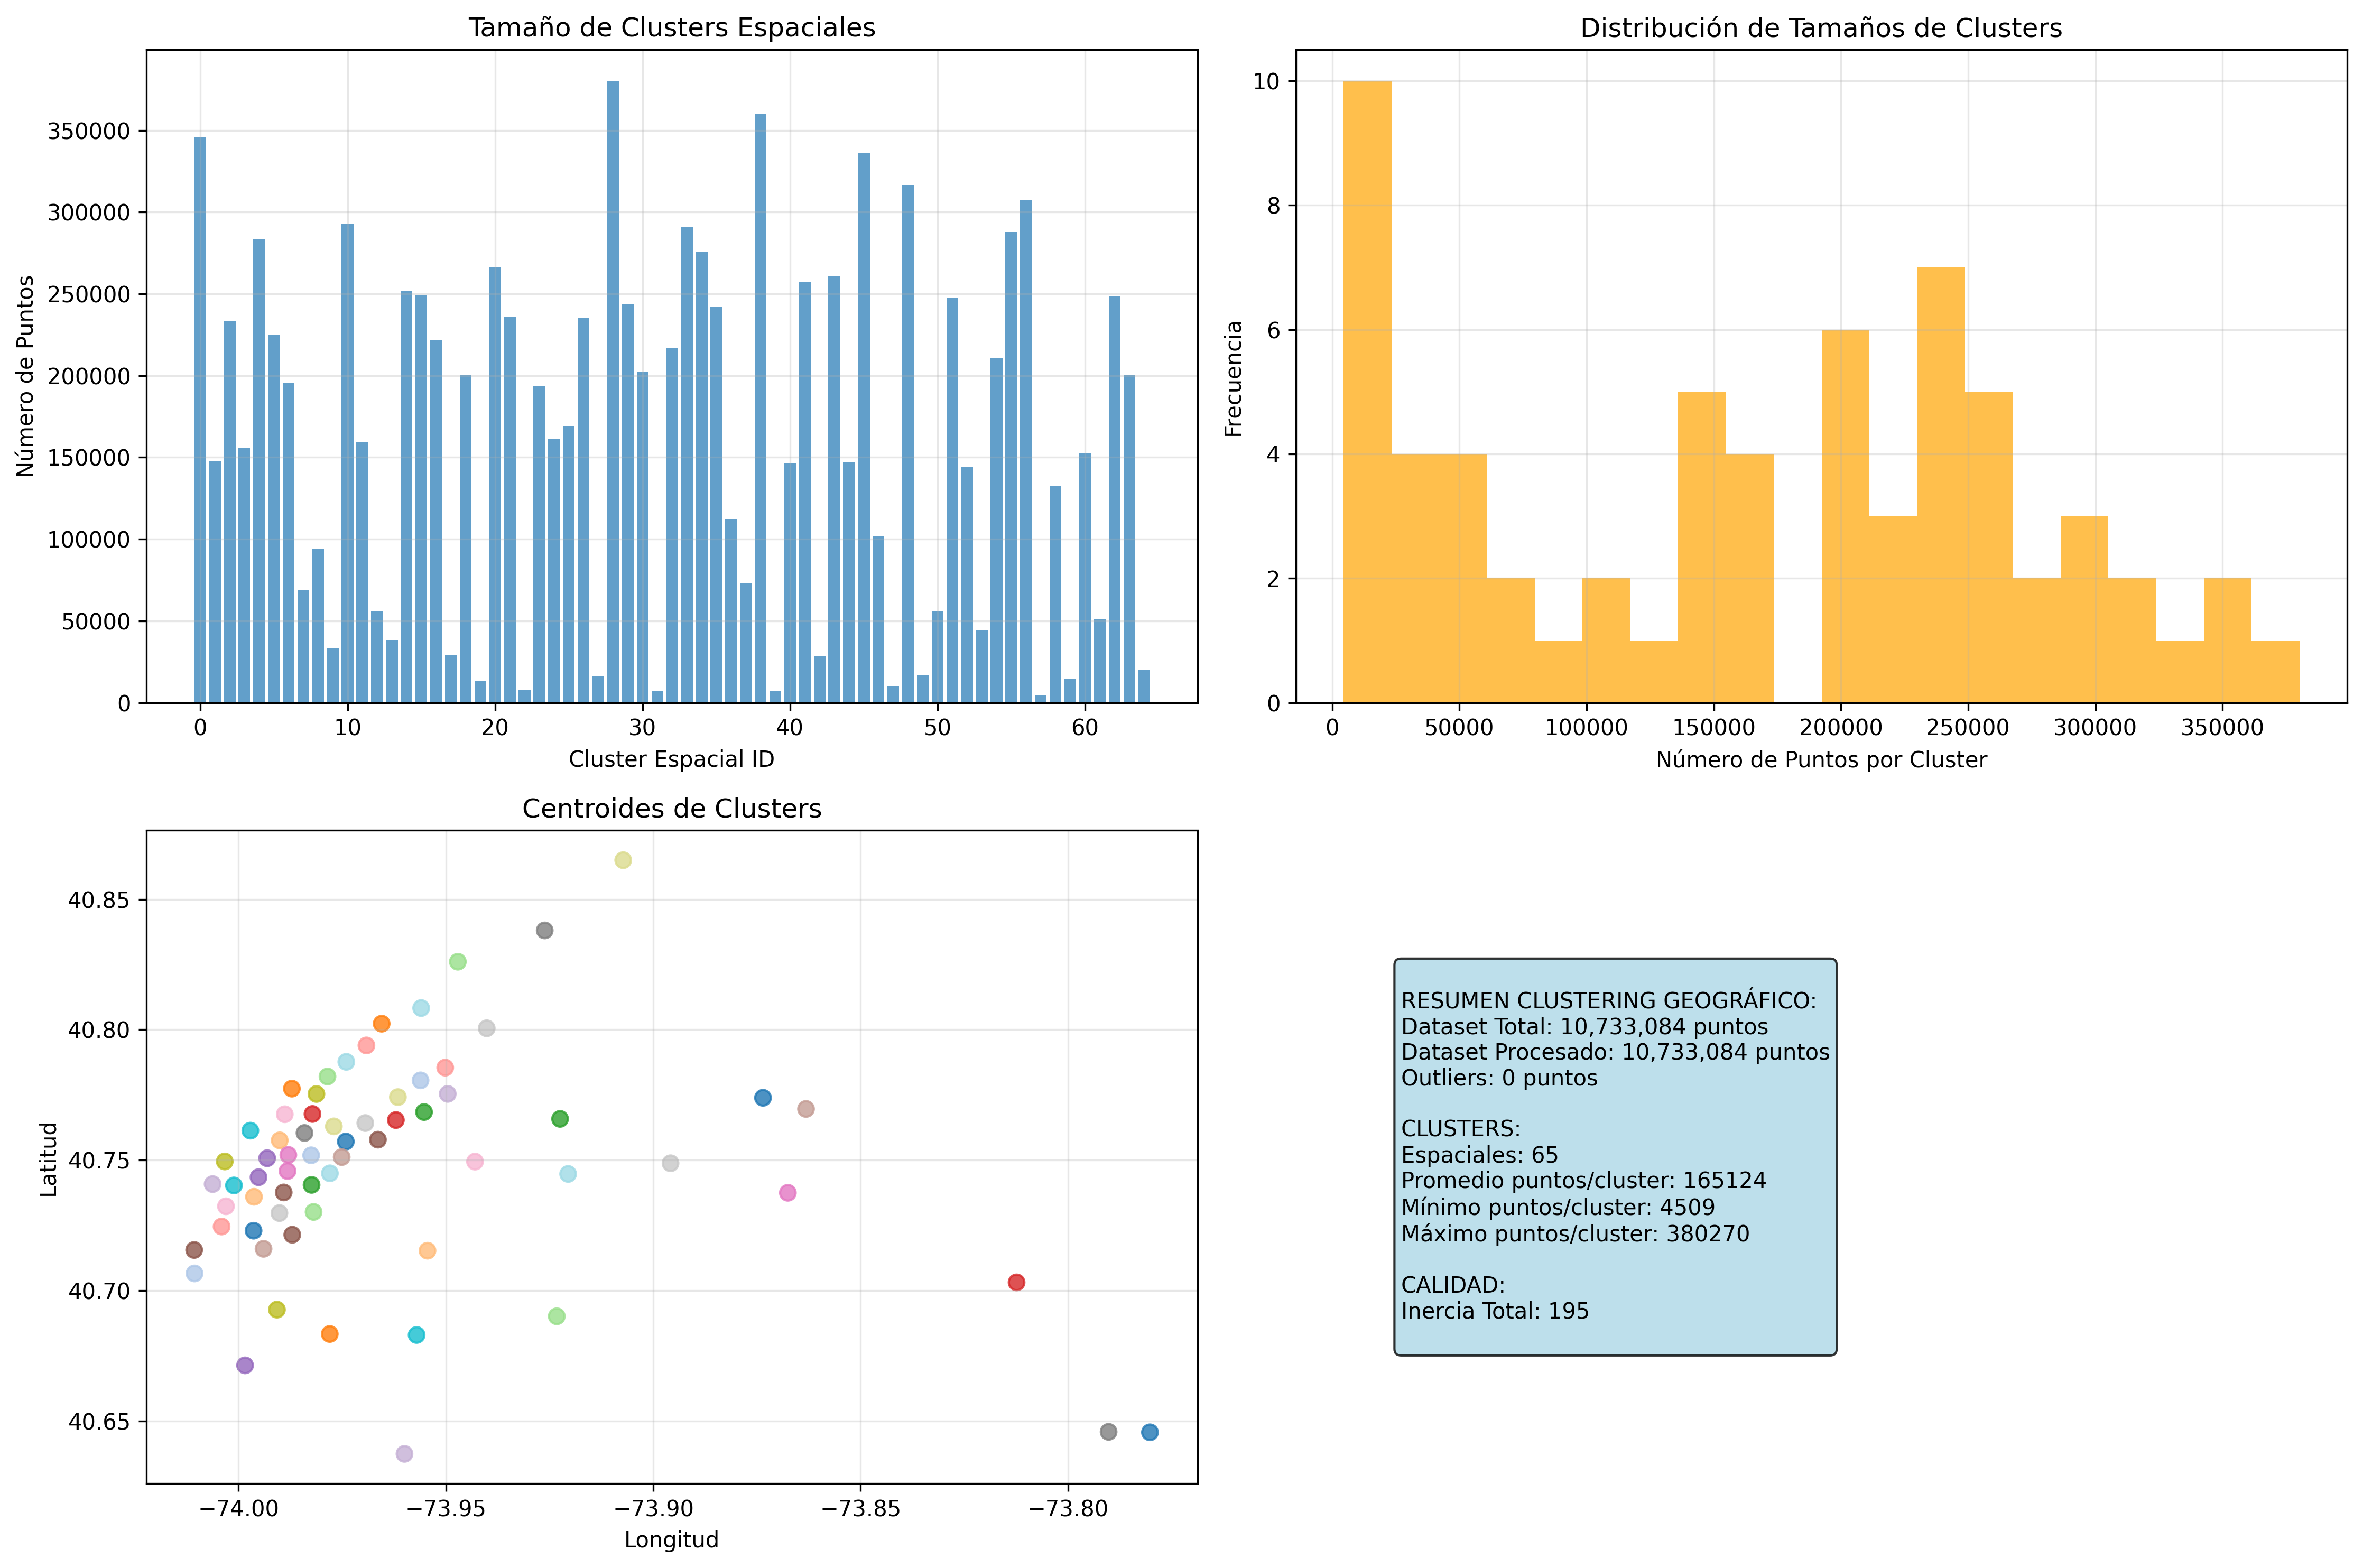 Tamaño de Clusters Espaciales
Número de Puntos
350000
300000
250000
200000
150000
100000
50000
0
0 10 20 30 40 50 60
Cluster Espacial ID
Distribución de Tamaños de Clusters
Frecuencia
10
8
6
4
2
0
0 50000 100000 150000 200000 250000 300000 350000
Número de Puntos por Cluster
Centroides de Clusters
Latitud
40.85
40.80
40.75
40.70
40.65
−74.00 −73.95 −73.90 −73.85 −73.80
Longitud
RESUMEN CLUSTERING GEOGRÁFICO:
Dataset Total: 10,733,084 puntos
Dataset Procesado: 10,733,084 puntos
Outliers: 0 puntos
CLUSTERS:
Espaciales: 65
Promedio puntos/cluster: 165124
Mínimo puntos/cluster: 4509
Máximo puntos/cluster: 380270
CALIDAD:
Inercia Total: 195